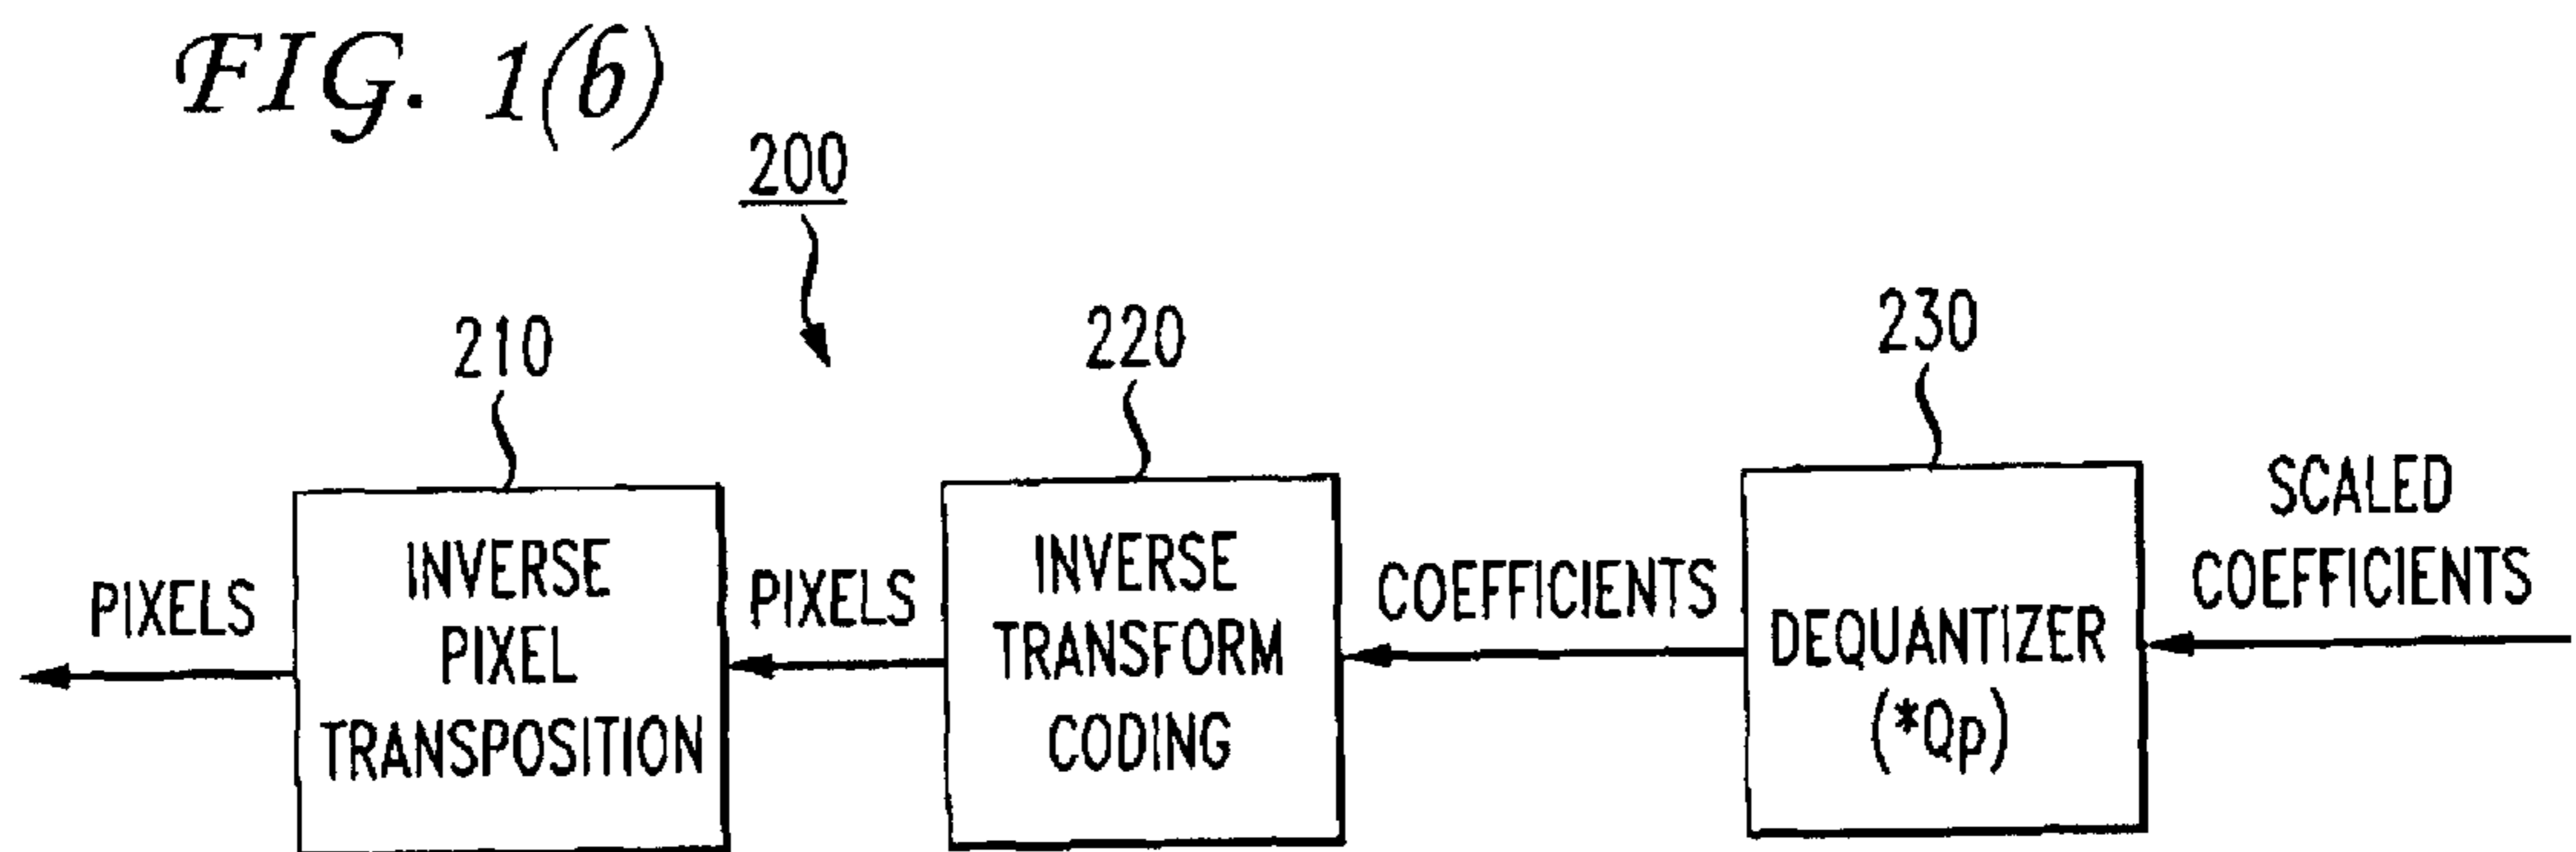 FIG. 1(b)
200
210
220
230
PIXELS
INVERSE
PIXEL
TRANSPOSITION
PIXELS
INVERSE
TRANSFORM
CODING
COEFFICIENTS
DEQUANTIZER
(*Qp)
SCALED
COEFFICIENTS